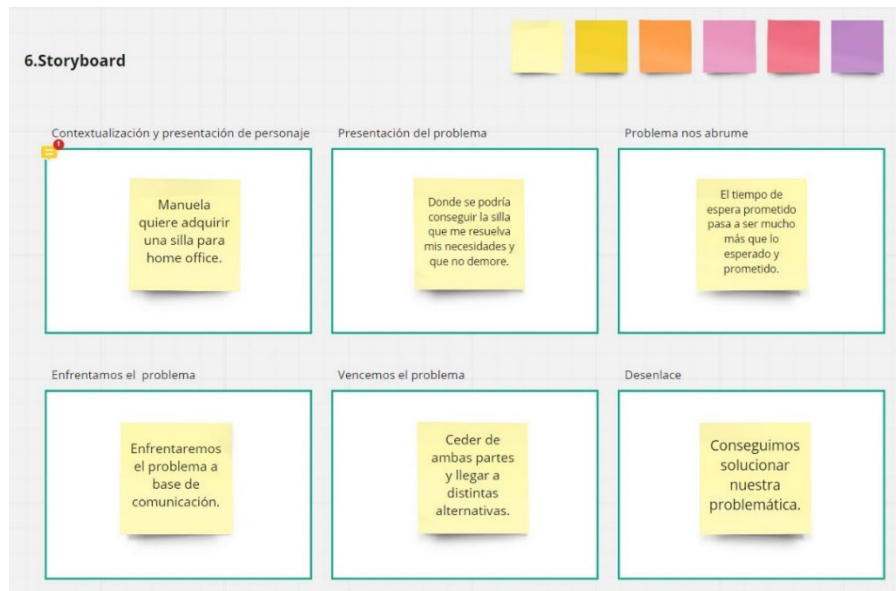 6.Storyboard
Contextualización y presentación de personaje
Presentación del problema
Problema nos abrume
1
Manuela
quiere adquirir
una silla para
home office.
Donde se podría
conseguir la silla
que me resuelva
mis necesidades y
que no demore.
El tiempo de
espera prometido
pasa a ser mucho
más que lo
esperado y
prometido.
Enfrentamos el problema
Vencemos el problema
Desenlace
Enfrentaremos
el problema a
base de
comunicación.
Ceder de
ambas partes
y llegar a
distintas
alternativas.
Conseguimos
solucionar
nuestra
problemática.